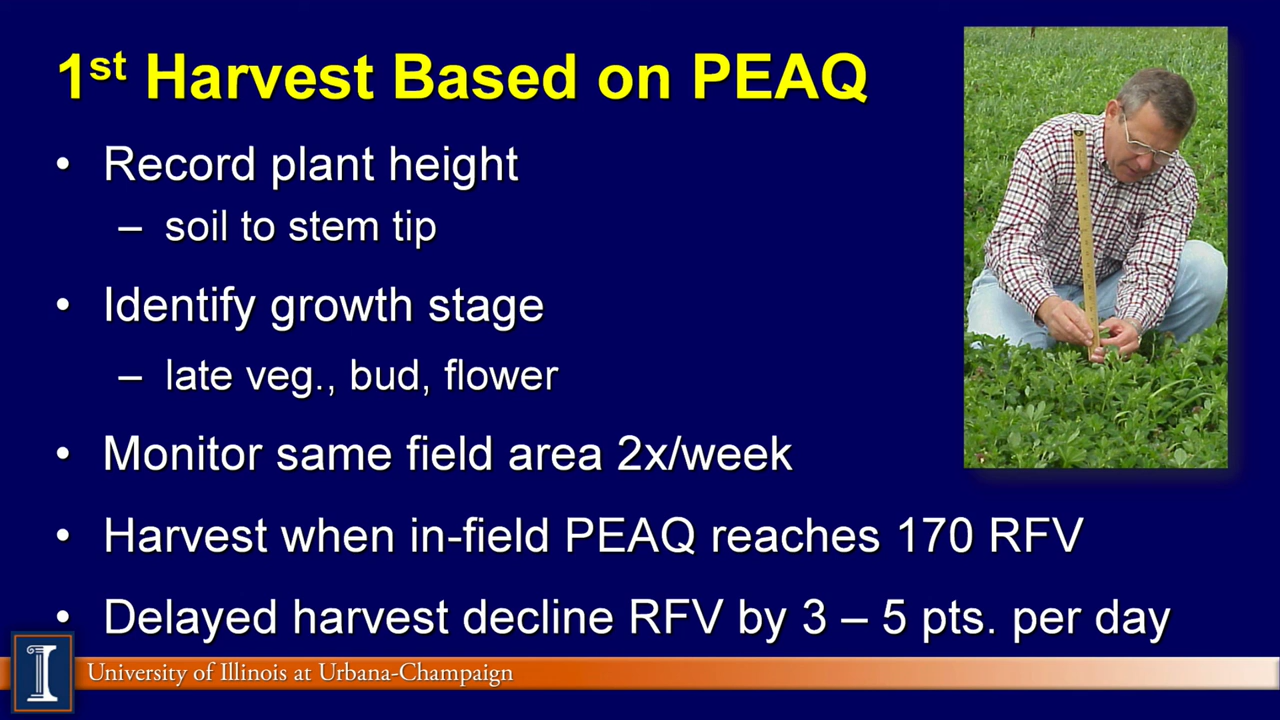 1st Harvest Based on PEAQ
• Record plant height
– soil to stem tip
• Identify growth stage
– late veg., bud, flower
• Monitor same field area 2x/week
• Harvest when in-field PEAQ reaches 170 RFV
• Delayed harvest decline RFV by 3 – 5 pts. per day
I
University of Illinois at Urbana-Champaign